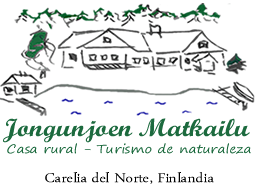 Jongunjoen Matkailu
Casa rural - Turismo de naturaleza
Carelia del Norte, Finlandia